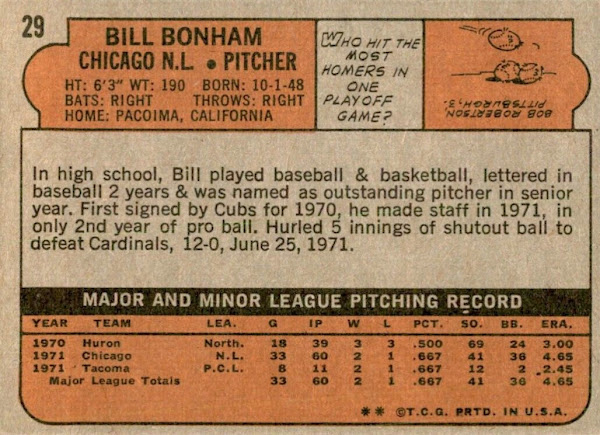 29
BILL BONHAM
CHICAGO N.L. • PITCHER
HT: 6'3" WT: 190 BORN: 10-1-48
BATS: RIGHT THROWS: RIGHT
HOME: PACOIMA, CALIFORNIA
WHO HIT THE
MOST
HOMERS IN
ONE
PLAYOFF
GAME?
BOB ROBERTSON
PITTSBURGH, 3.
In high school, Bill played baseball & basketball, lettered in
baseball 2 years & was named as outstanding pitcher in senior
year. First signed by Cubs for 1970, he made staff in 1971, in
only 2nd year of pro ball. Hurled 5 innings of shutout ball to
defeat Cardinals, 12-0, June 25, 1971.
MAJOR AND MINOR LEAGUE PITCHING RECORD
YEAR TEAM LEA. G IP W L PCT. SO. BB. ERA.
1970 Huron North. 18 39 3 3 .500 69 24 3.00
1971 Chicago N.L. 33 60 2 1 .667 41 36 4.65
1971 Tacoma P.C.L. 8 11 2 1 .667 12 2 2.45
Major League Totals 33 60 2 1 .667 41 36 4.65
** ©T.C.G. PRTD. IN U.S.A.